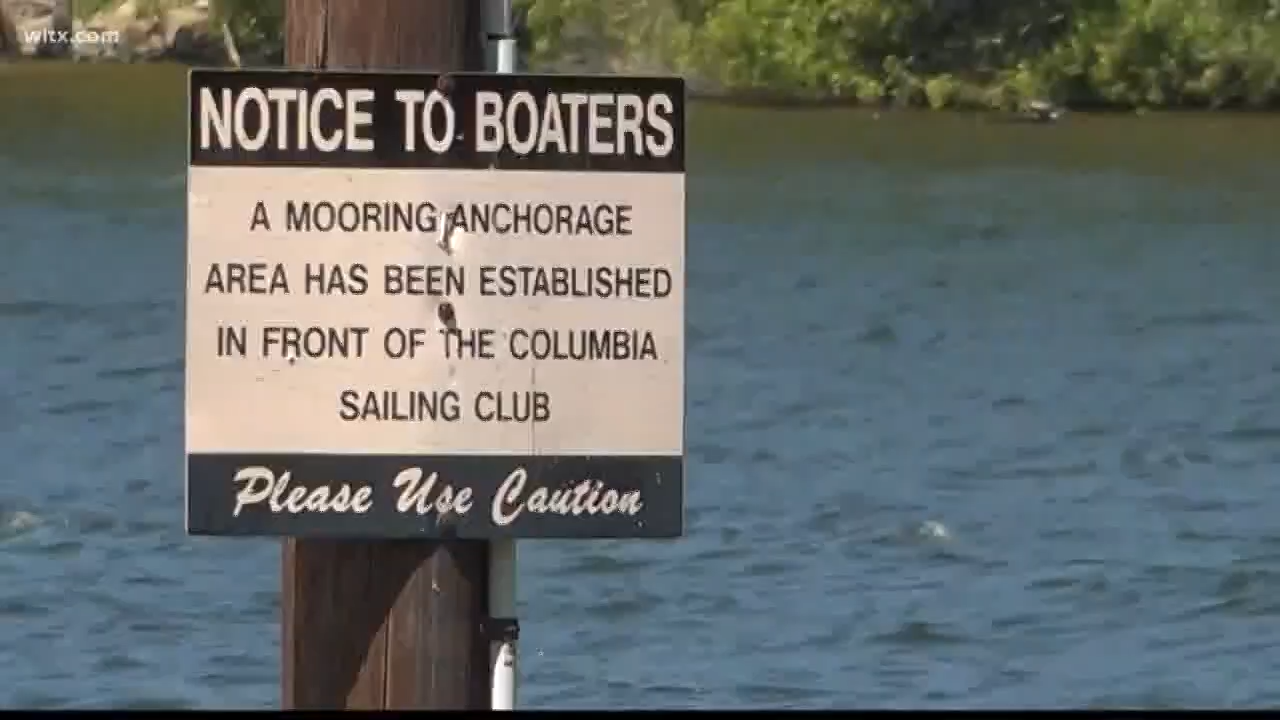 wltx.com
NOTICE TO BOATERS
A MOORING ANCHORAGE
AREA HAS BEEN ESTABLISHED
IN FRONT OF THE COLUMBIA
SAILING CLUB
Please Use Caution